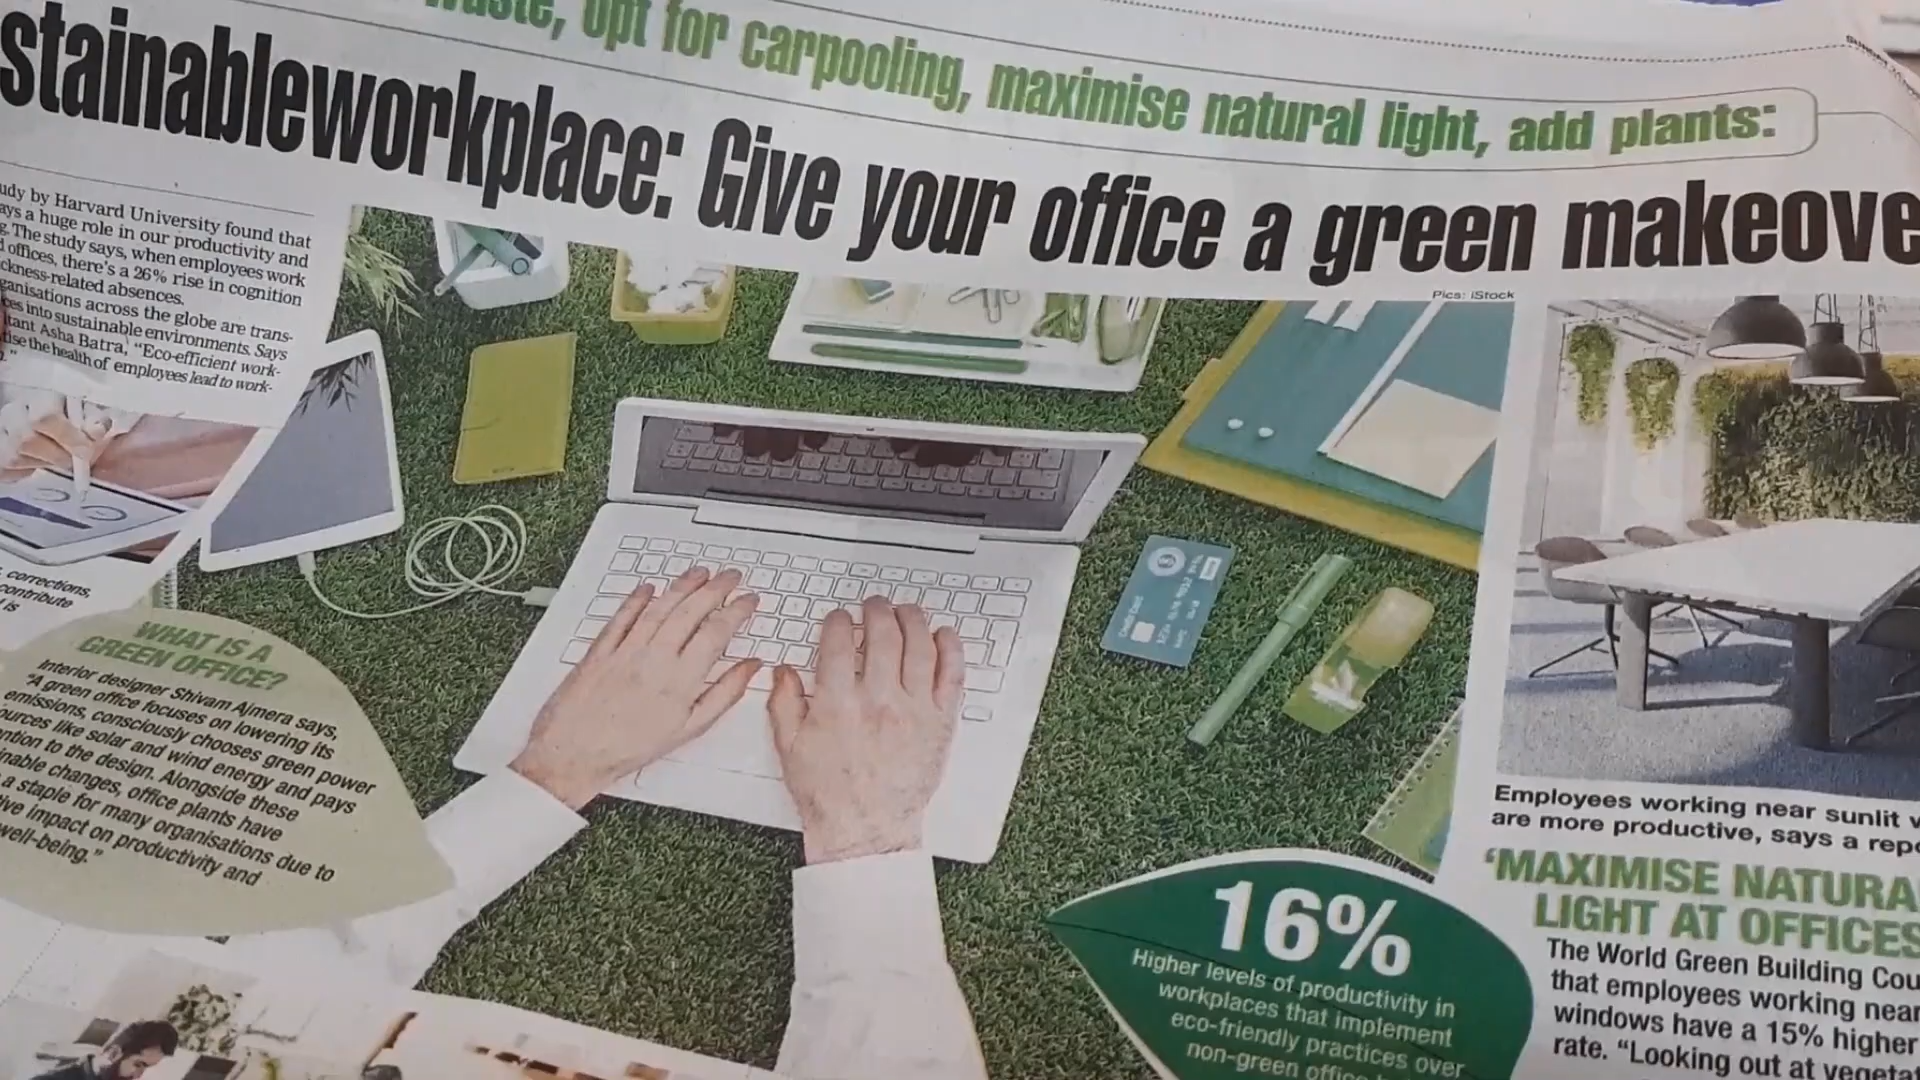 waste, opt for carpooling, maximise natural light, add plants:
stainableworkplace: Give your office a green makeove
udy by Harvard University found that
ays a huge role in our productivity and
g. The study says, when employees work
offices, there's a 26% rise in cognition
ckness-related absences.
ganisations across the globe are trans-
ces into sustainable environments. Says
tant Asha Batra, "Eco-efficient work-
tise the health of employees lead to work-
Pics: iStock
corrections,
contribute
is
WHAT IS A
GREEN OFFICE?
Interior designer Shivam Ajmera says,
"A green office focuses on lowering its
emissions, consciously chooses green power
ources like solar and wind energy and pays
ntion to the design. Alongside these
inable changes, office plants have
a staple for many organisations due to
ive impact on productivity and
well-being."
Credit Card
16%
Higher levels of productivity in
workplaces that implement
eco-friendly practices over
non-green office
Employees working near sunlit w
are more productive, says a repo
'MAXIMISE NATURA
LIGHT AT OFFICES
The World Green Building Cou
that employees working near
windows have a 15% higher
rate. "Looking out at vegetat